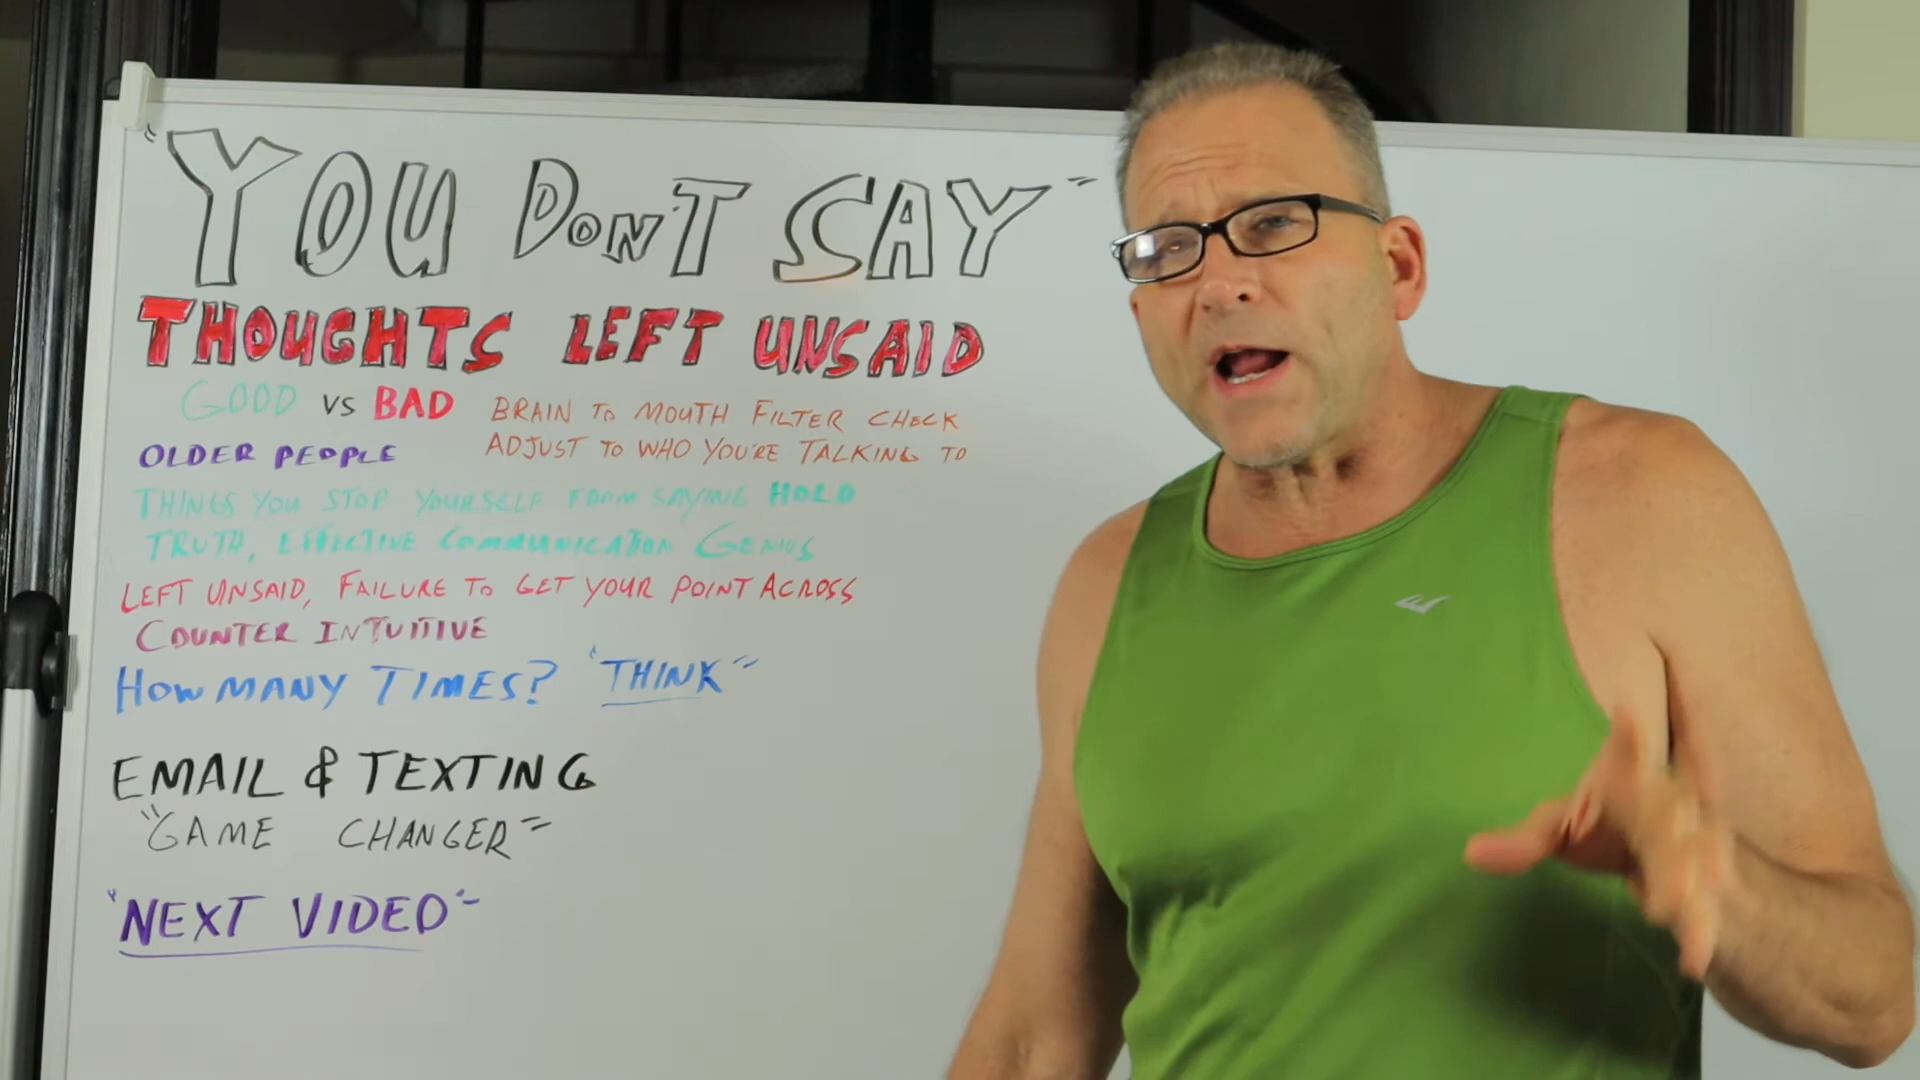 "YOU DON'T SAY"
THOUGHTS LEFT UNSAID
GOOD VS BAD
BRAIN TO MOUTH FILTER CHECK
OLDER PEOPLE
ADJUST TO WHO YOU'RE TALKING TO
THINGS YOU STOP YOURSELF FROM SAYING HOLD
TRUTH, EFFECTIVE COMMUNICATION GENIUS
LEFT UNSAID, FAILURE TO GET YOUR POINT ACROSS
COUNTER INTUITIVE
HOW MANY TIMES? "THINK"
EMAIL & TEXTING
"GAME CHANGER"
"NEXT VIDEO"